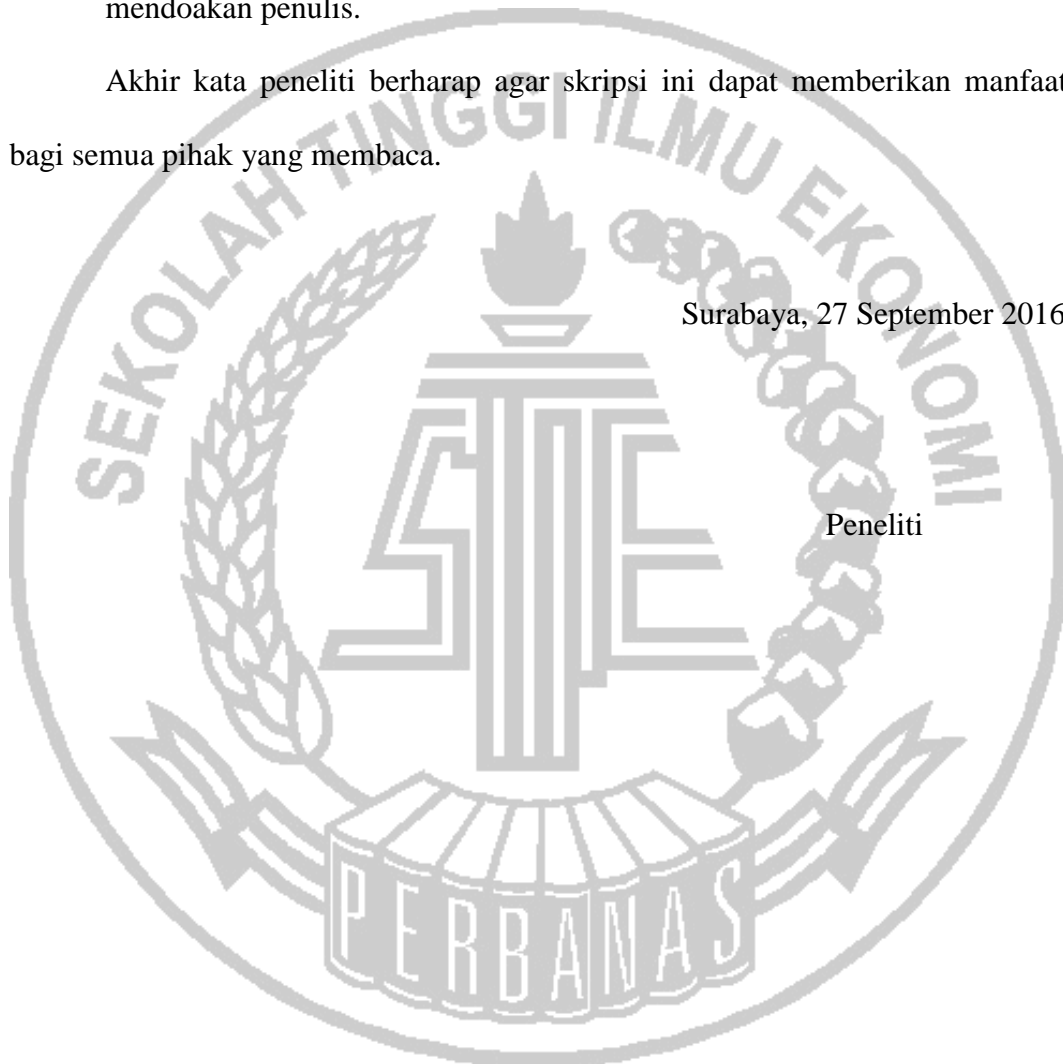 mendoakan penulis.
Akhir kata peneliti berharap agar skripsi ini dapat memberikan manfaat
bagi semua pihak yang membaca.
SEKOLAH TINGGI ILMU EKONOMI
Surabaya, 27 September 2016
STIE
Peneliti
PERBANAS